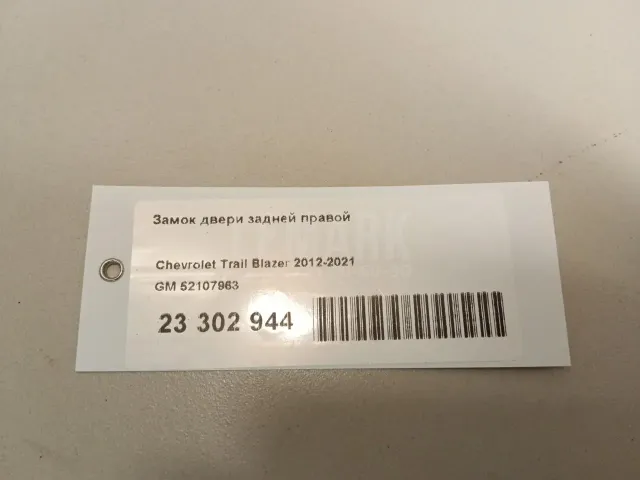 Замок двери задней правой
Chevrolet Trail Blazer 2012-2021
GM 52107963
23 302 944